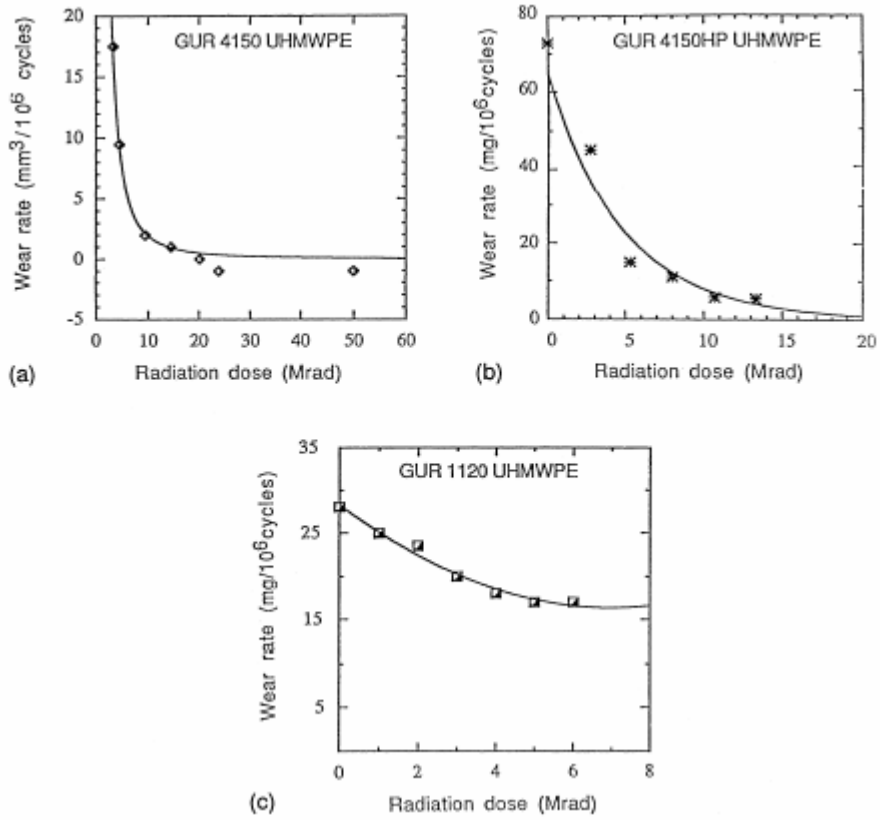 GUR 4150 UHMWPE
Wear rate (mm³/10⁶ cycles)
20
15
10
5
0
-5
0 10 20 30 40 50 60
Radiation dose (Mrad)
(a)
GUR 4150HP UHMWPE
Wear rate (mg/10⁶cycles)
80
60
40
20
0
0 5 10 15 20
Radiation dose (Mrad)
(b)
GUR 1120 UHMWPE
Wear rate (mg/10⁶cycles)
35
25
15
5
0 2 4 6 8
Radiation dose (Mrad)
(c)